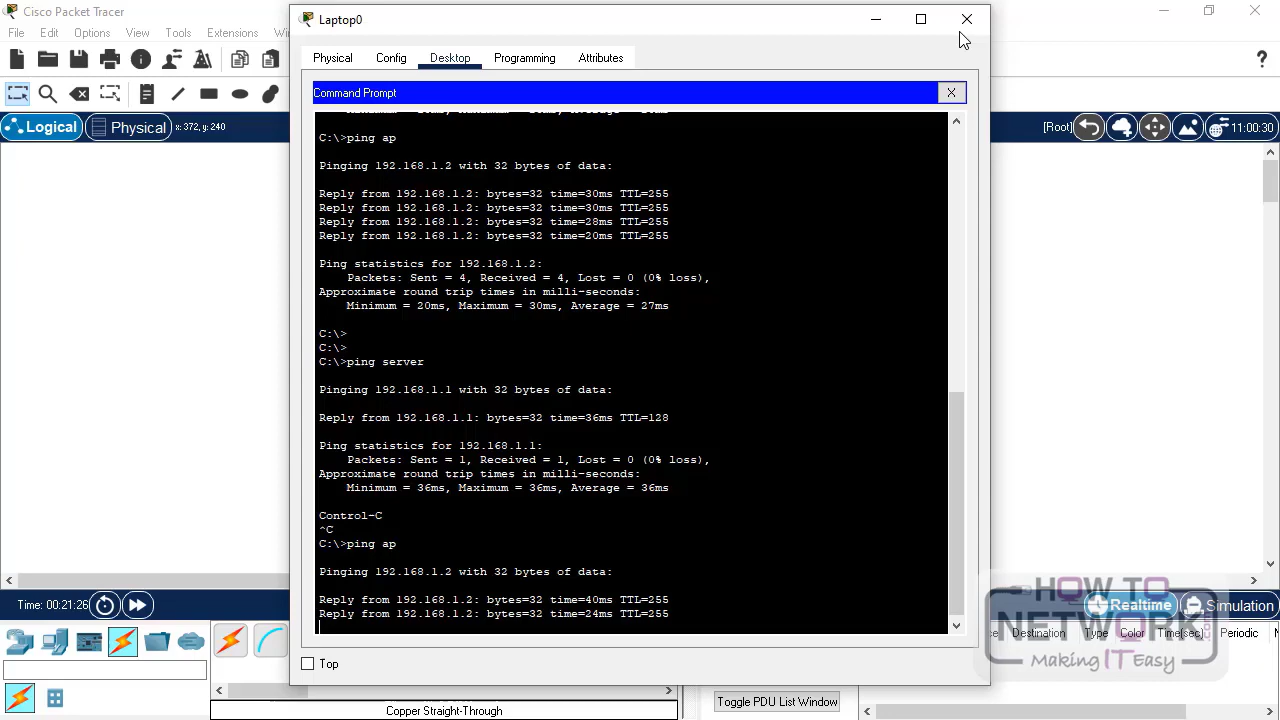 Cisco Packet Tracer
File Edit Options View Tools Extensions
Laptop0
Physical Config Desktop Programming Attributes
Command Prompt
Logical Physical x: 372, y: 240
[Root] 11:00:30
C:\>ping ap
Pinging 192.168.1.2 with 32 bytes of data:
Reply from 192.168.1.2: bytes=32 time=30ms TTL=255
Reply from 192.168.1.2: bytes=32 time=30ms TTL=255
Reply from 192.168.1.2: bytes=32 time=28ms TTL=255
Reply from 192.168.1.2: bytes=32 time=20ms TTL=255
Ping statistics for 192.168.1.2:
Packets: Sent = 4, Received = 4, Lost = 0 (0% loss),
Approximate round trip times in milli-seconds:
Minimum = 20ms, Maximum = 30ms, Average = 27ms
C:\>
C:\>
C:\>ping server
Pinging 192.168.1.1 with 32 bytes of data:
Reply from 192.168.1.1: bytes=32 time=36ms TTL=128
Ping statistics for 192.168.1.1:
Packets: Sent = 1, Received = 1, Lost = 0 (0% loss),
Approximate round trip times in milli-seconds:
Minimum = 36ms, Maximum = 36ms, Average = 36ms
Control-C
^C
C:\>ping ap
Pinging 192.168.1.2 with 32 bytes of data:
Reply from 192.168.1.2: bytes=32 time=40ms TTL=255
Reply from 192.168.1.2: bytes=32 time=24ms TTL=255
Time: 00:21:26
Realtime Simulation
HOW TO
NETWORK
.com
Making IT Easy
Destination Type Color Time(sec) Periodic
Top
Toggle PDU List Window
Copper Straight-Through